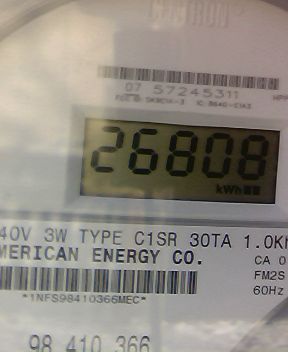 07 57245311
26808
kWh
40V 3W TYPE C1SR 30TA 1.0Kh
MERICAN ENERGY CO.
CA 0
FM2S
60Hz
*1NFS98410366MEC*
98 410 366